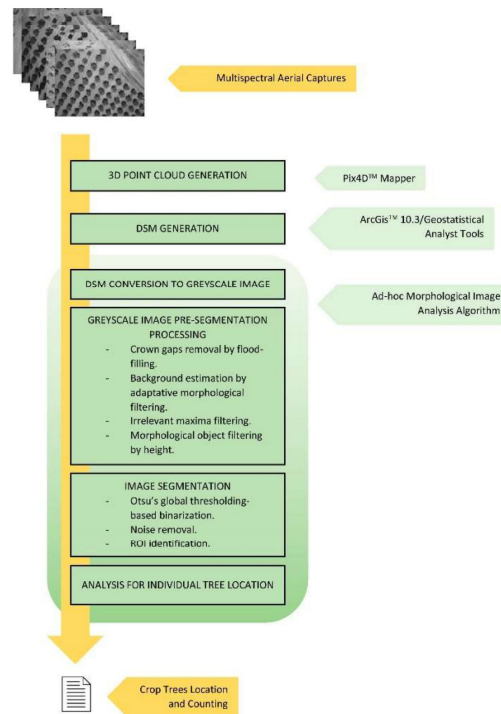 Multispectral Aerial Captures
3D POINT CLOUD GENERATION
Pix4D™ Mapper
DSM GENERATION
ArcGis™ 10.3/Geostatistical
Analyst Tools
DSM CONVERSION TO GREYSCALE IMAGE
Ad-hoc Morphological Image
Analysis Algorithm
GREYSCALE IMAGE PRE-SEGMENTATION
PROCESSING
- Crown gaps removal by flood-
filling.
- Background estimation by
adaptative morphological
filtering.
- Irrelevant maxima filtering.
- Morphological object filtering
by height.
IMAGE SEGMENTATION
- Otsu's global thresholding-
based binarization.
- Noise removal.
- ROI identification.
ANALYSIS FOR INDIVIDUAL TREE LOCATION
Crop Trees Location
and Counting